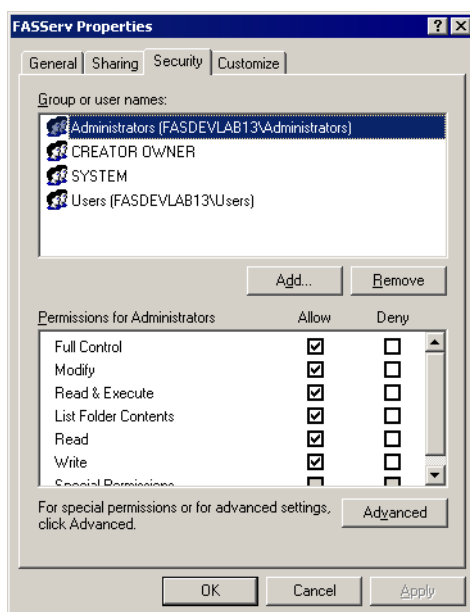 FASServ Properties
General Sharing Security Customize
Group or user names:
Administrators (FASDEVLAB13\Administrators)
CREATOR OWNER
SYSTEM
Users (FASDEVLAB13\Users)
Add... Remove
Permissions for Administrators Allow Deny
Full Control
Modify
Read & Execute
List Folder Contents
Read
Write
Special Permissions
For special permissions or for advanced settings, Advanced
click Advanced.
OK Cancel Apply